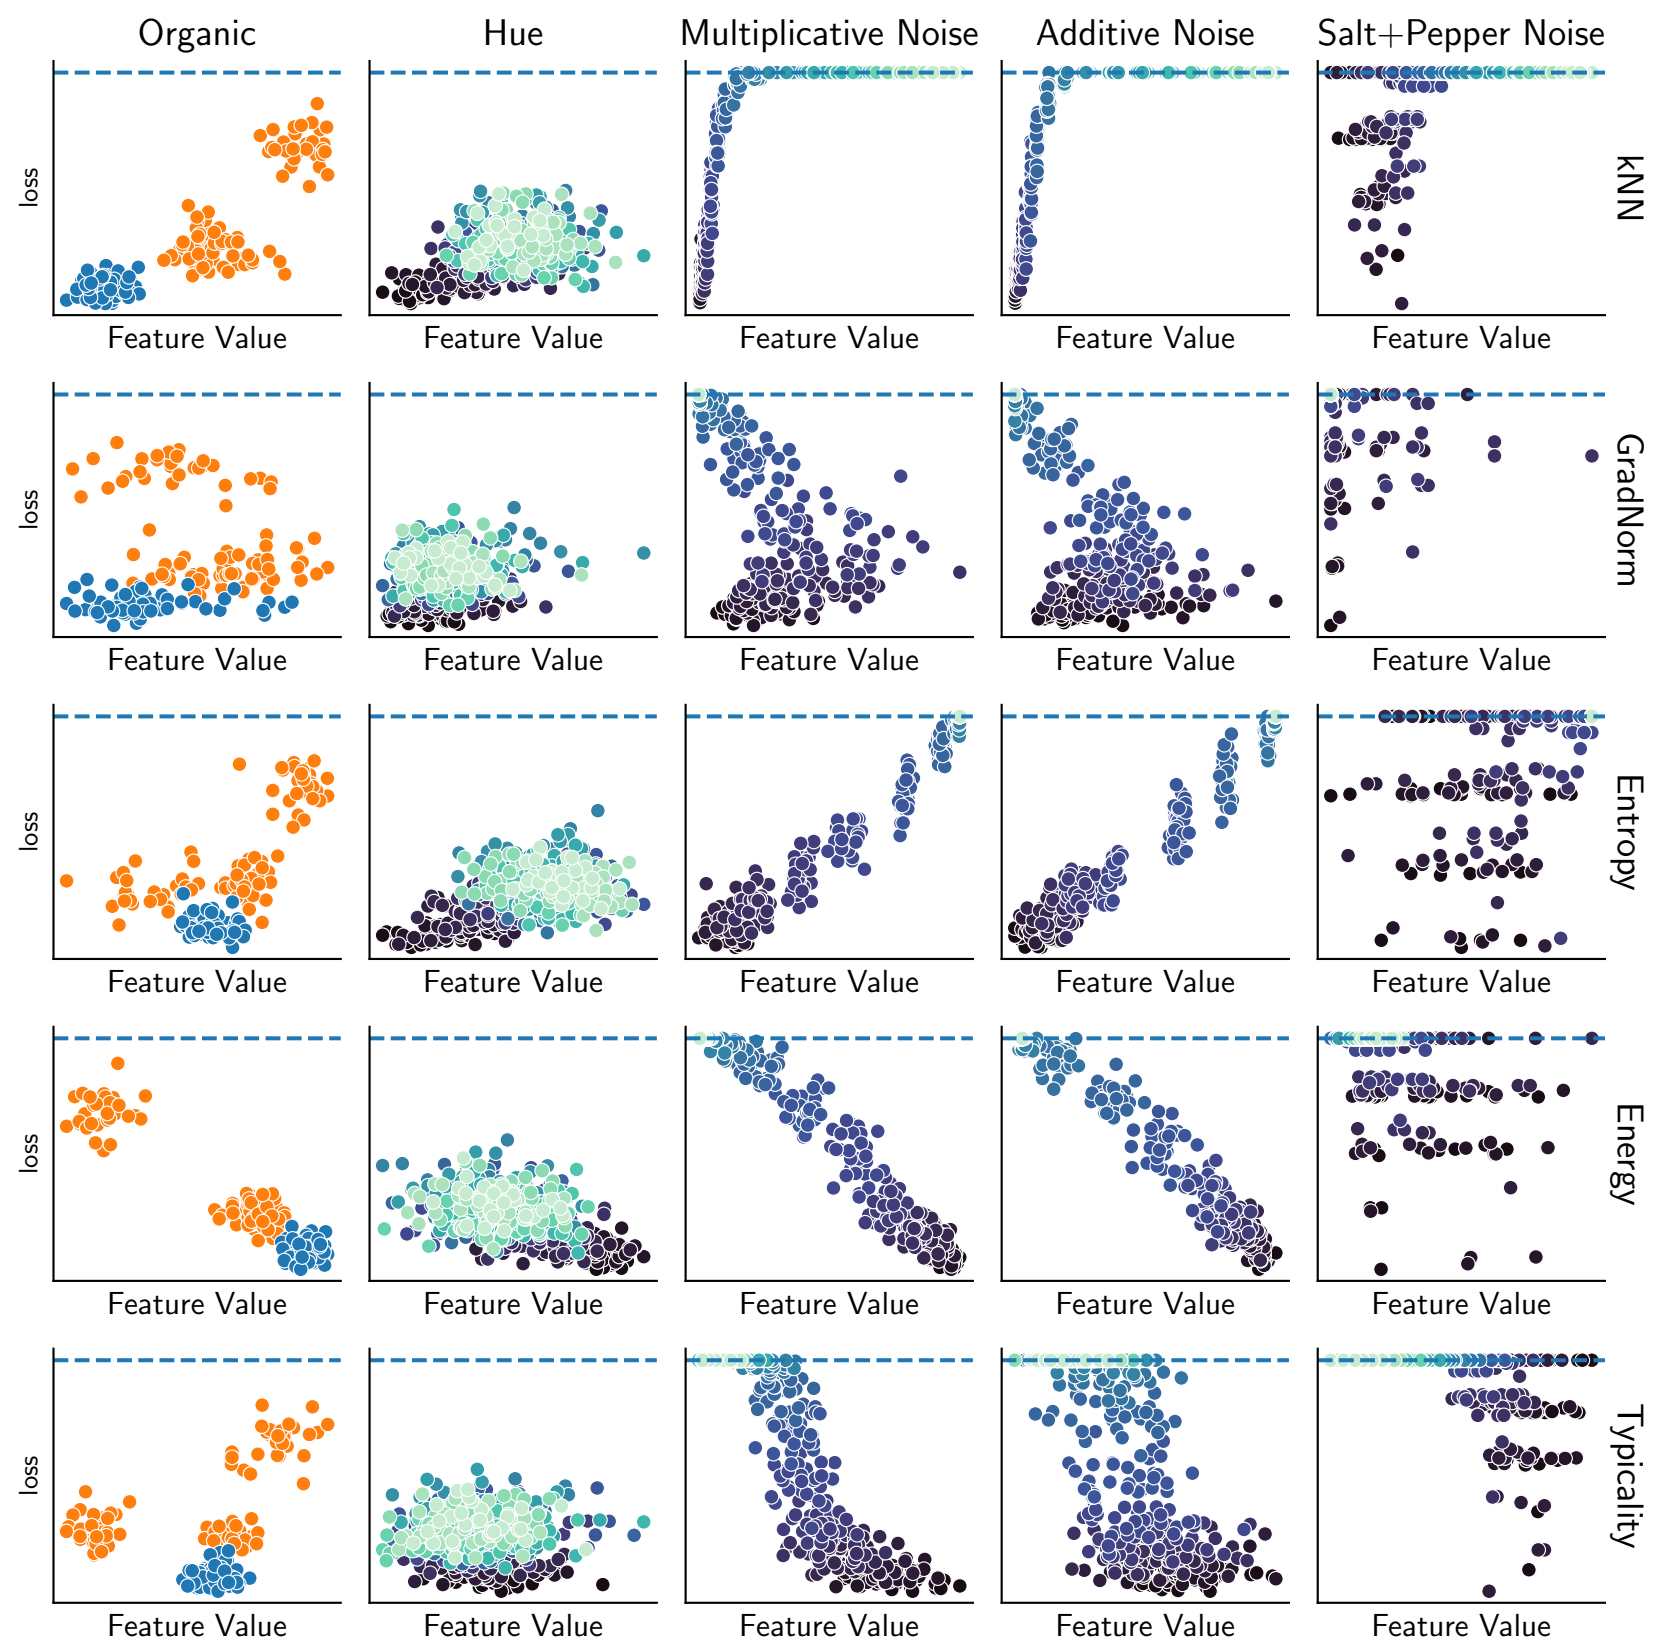 Organic Hue Multiplicative Noise Additive Noise Salt+Pepper Noise
loss kNN
Feature Value Feature Value Feature Value Feature Value Feature Value
loss GradNorm
Feature Value Feature Value Feature Value Feature Value Feature Value
loss Entropy
Feature Value Feature Value Feature Value Feature Value Feature Value
loss Energy
Feature Value Feature Value Feature Value Feature Value Feature Value
loss Typicality
Feature Value Feature Value Feature Value Feature Value Feature Value